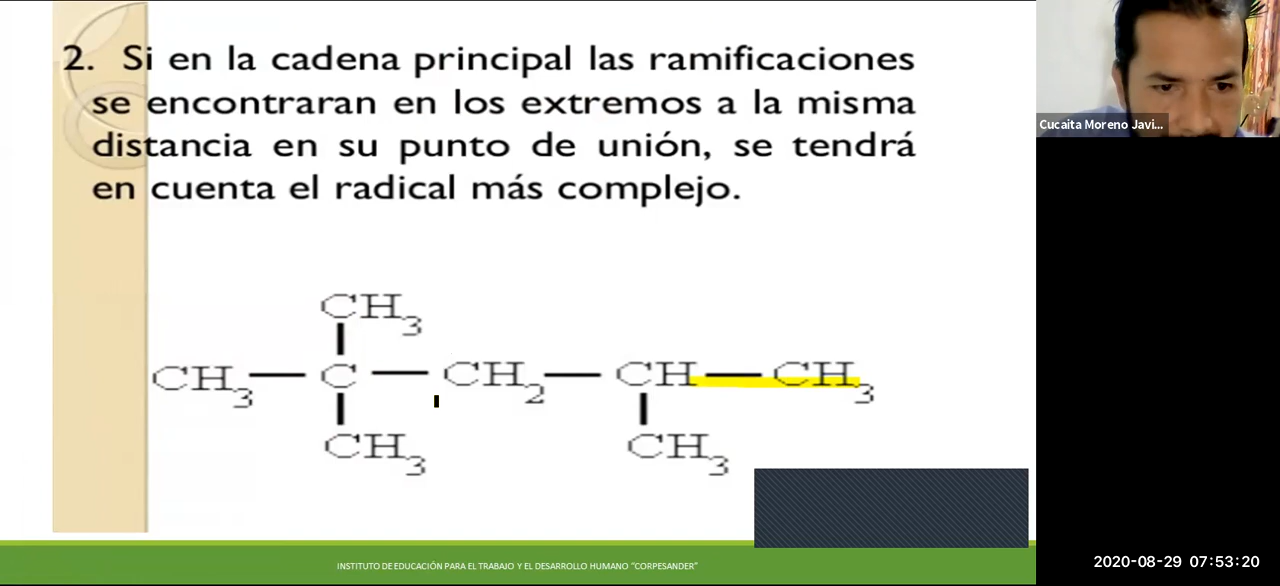 2. Si en la cadena principal las ramificaciones
se encontraran en los extremos a la misma
distancia en su punto de unión, se tendrá
en cuenta el radical más complejo.
CH3
CH3 — C — CH2 — CH — CH3
CH3 CH3
INSTITUTO DE EDUCACIÓN PARA EL TRABAJO Y EL DESARROLLO HUMANO “CORPESANDER”
Cucaita Moreno Javi...
2020-08-29 07:53:20